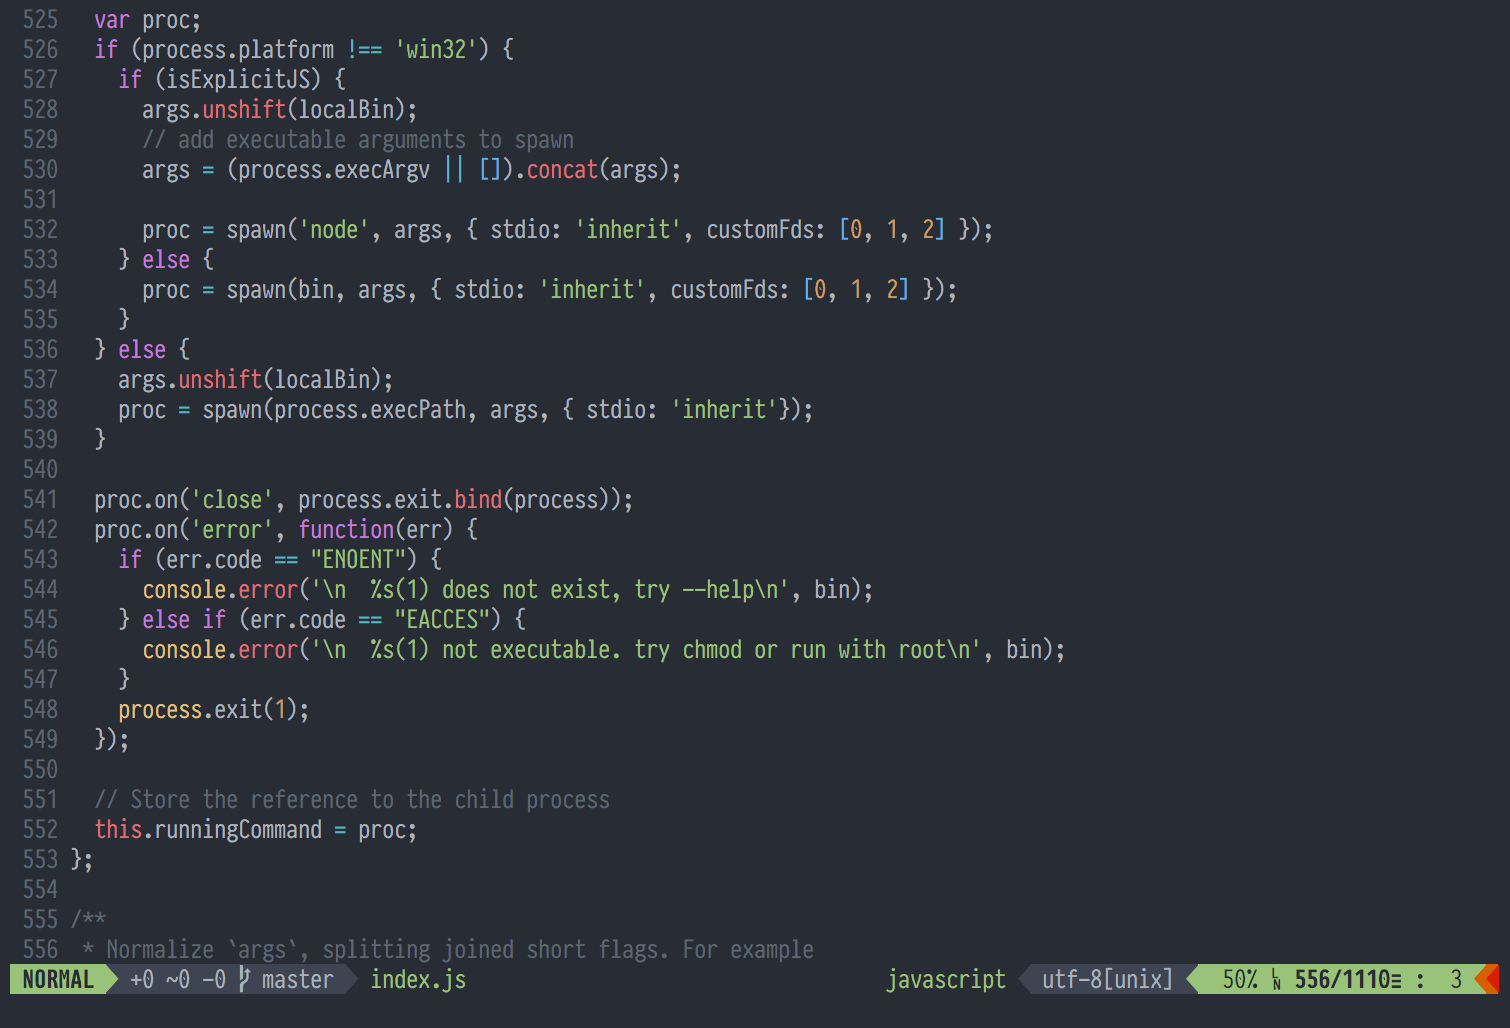 525   var proc;
526   if (process.platform !== 'win32') {
527     if (isExplicitJS) {
528       args.unshift(localBin);
529       // add executable arguments to spawn
530       args = (process.execArgv || []).concat(args);
531
532       proc = spawn('node', args, { stdio: 'inherit', customFds: [0, 1, 2] });
533     } else {
534       proc = spawn(bin, args, { stdio: 'inherit', customFds: [0, 1, 2] });
535     }
536   } else {
537     args.unshift(localBin);
538     proc = spawn(process.execPath, args, { stdio: 'inherit'});
539   }
540
541   proc.on('close', process.exit.bind(process));
542   proc.on('error', function(err) {
543     if (err.code == "ENOENT") {
544       console.error('\n  %s(1) does not exist, try --help\n', bin);
545     } else if (err.code == "EACCES") {
546       console.error('\n  %s(1) not executable. try chmod or run with root\n', bin);
547     }
548     process.exit(1);
549   });
550
551   // Store the reference to the child process
552   this.runningCommand = proc;
553 };
554
555 /**
556  * Normalize `args`, splitting joined short flags. For example
NORMAL +0 ~0 -0 master index.js javascript utf-8[unix] 50% LN 556/1110≡ : 3